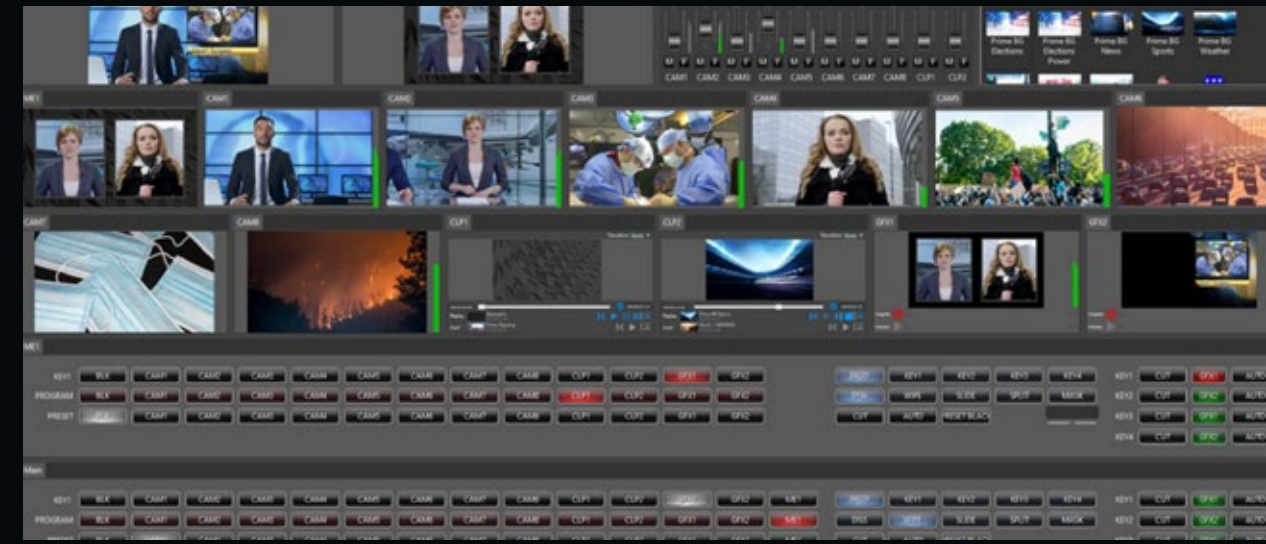 M F M F M F M F M F M F M F M F M F M F
CAM1 CAM2 CAM3 CAM4 CAM5 CAM6 CAM7 CAM8 CLP1 CLP2
Prime BG Elections
Prime BG Elections Power
Prime BG News
Prime BG Sports
Prime BG Weather
ME1 CAM1 CAM2 CAM3 CAM4 CAM5 CAM6
CAM7 CAM8 CLP1 CLP2 GFX1 GFX2
ME1
KEY1 BLK CAM1 CAM2 CAM3 CAM4 CAM5 CAM6 CAM7 CAM8 CLP1 CLP2 GFX1 GFX2 KEY1 KEY2 KEY3 KEY4 KEY1 CUT GFX1 AUTO
PROGRAM BLK CAM1 CAM2 CAM3 CAM4 CAM5 CAM6 CAM7 CAM8 CLP1 CLP2 GFX1 GFX2 WIPE SLIDE SPLIT MASK KEY2 CUT GFX2 AUTO
PRESET CAM1 CAM2 CAM3 CAM4 CAM5 CAM6 CAM7 CAM8 CLP1 CLP2 GFX1 GFX2 CUT AUTO PRESET BLACK KEY3 CUT GFX1 AUTO
KEY4 CUT GFX2 AUTO
Main
KEY1 BLK CAM1 CAM2 CAM3 CAM4 CAM5 CAM6 CAM7 CAM8 CLP1 CLP2 GFX2 ME1 KEY1 KEY2 KEY3 KEY4 KEY1 CUT GFX1 AUTO
PROGRAM BLK CAM1 CAM2 CAM3 CAM4 CAM5 CAM6 CAM7 CAM8 CLP1 CLP2 GFX1 GFX2 ME1 SLIDE SPLIT MASK KEY2 CUT GFX2 AUTO